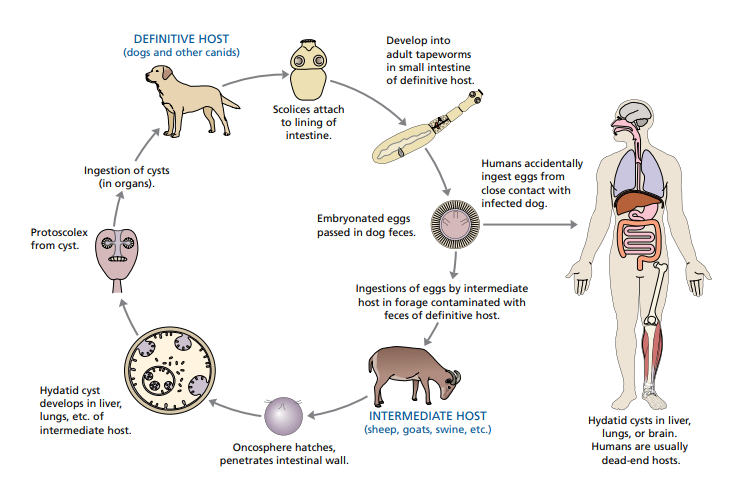 DEFINITIVE HOST
(dogs and other canids)
Scolices attach
to lining of
intestine.
Develop into
adult tapeworms
in small intestine
of definitive host.
Humans accidentally
ingest eggs from
close contact with
infected dog.
Embryonated eggs
passed in dog feces.
Ingestions of eggs by intermediate
host in forage contaminated with
feces of definitive host.
INTERMEDIATE HOST
(sheep, goats, swine, etc.)
Oncosphere hatches,
penetrates intestinal wall.
Hydatid cyst
develops in liver,
lungs, etc. of
intermediate host.
Protoscolex
from cyst.
Ingestion of cysts
(in organs).
Hydatid cysts in liver,
lungs, or brain.
Humans are usually
dead-end hosts.